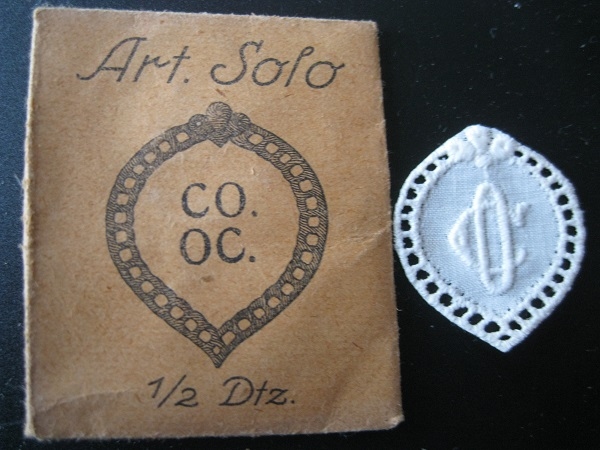 Art. Solo
CO.
OC.
1/2 Dtz.